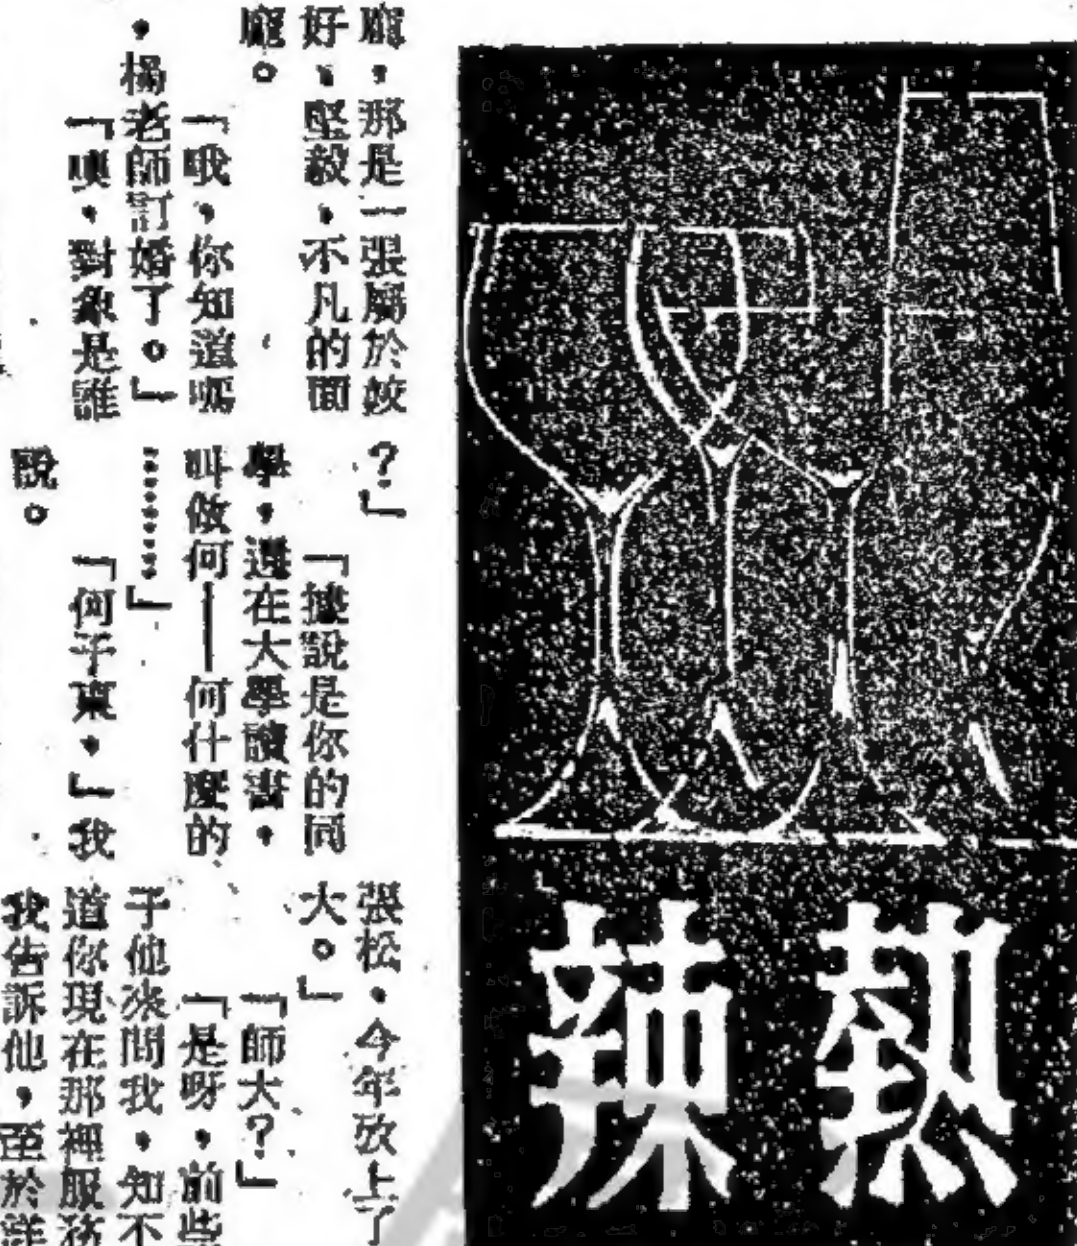 熱辣
龐，那是一張屬於姣
好、堅毅，不凡的面
龐。
「哦，你知道嗎
，楊老師訂婚了。」
「噢，對象是誰
？」
「據說是你的同
學，還在大學讀書，
叫做何——何什麼的
………」
「何子東，」我
說。
張松，今年攷上了
大。」
「師大？」
「是呀，前些
子他來問我，知不
道你現在那裡服務
我告訴他，至於詳